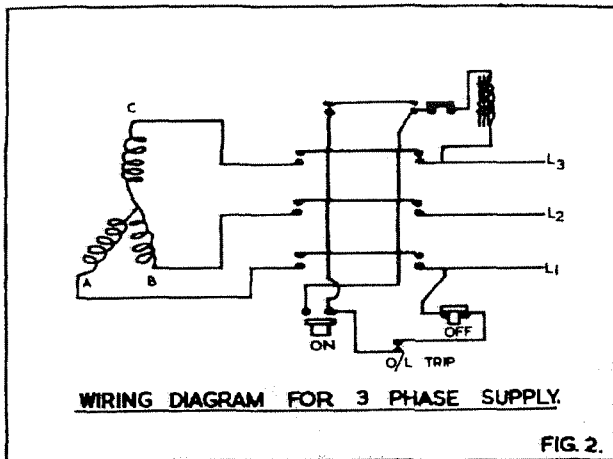 C
L3
L2
A
B
L1
ON
OFF
O/L TRIP
WIRING DIAGRAM FOR 3 PHASE SUPPLY.
FIG. 2.